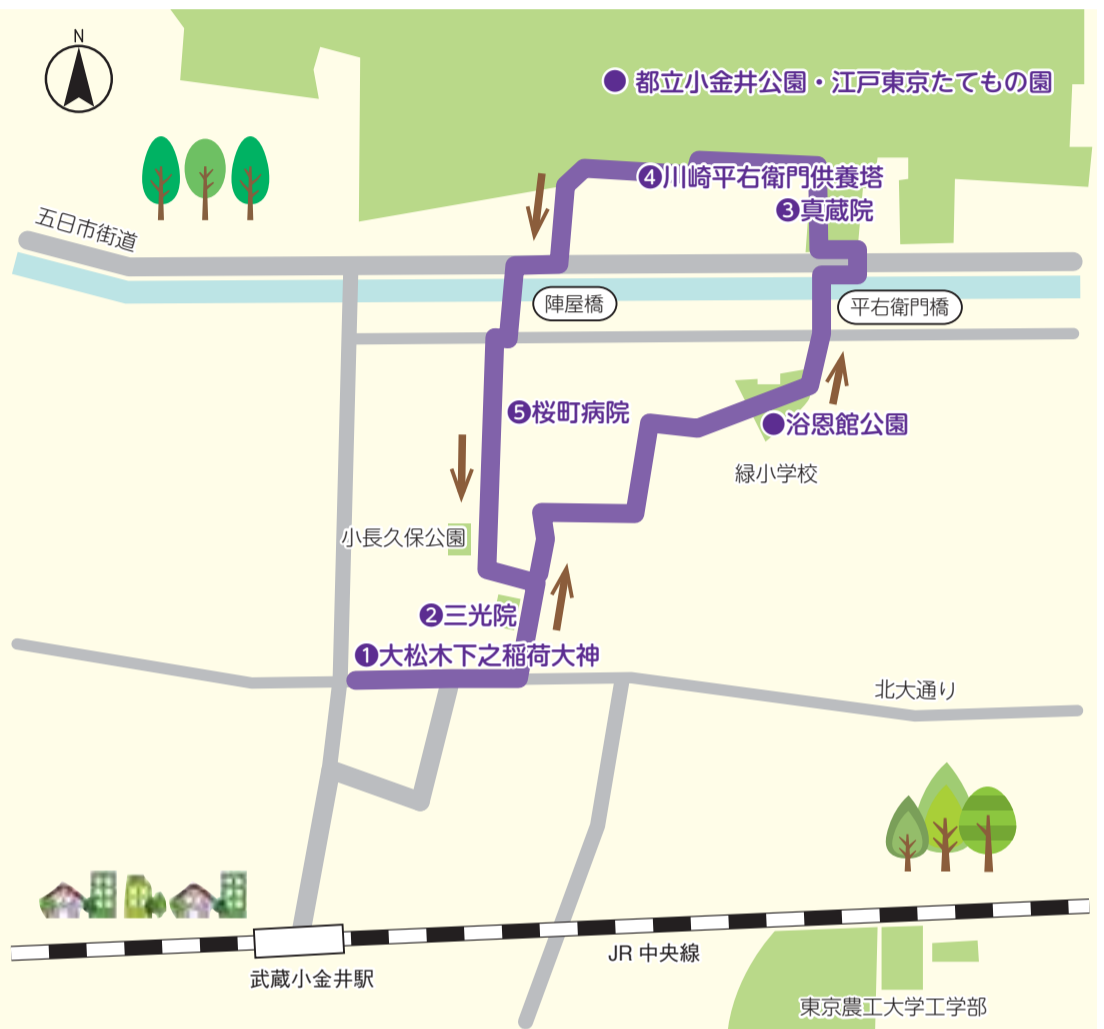 N
● 都立小金井公園・江戸東京たてもの園
❹川崎平右衛門供養塔
❸真蔵院
五日市街道
陣屋橋
平右衛門橋
❺桜町病院
●浴恩館公園
緑小学校
小長久保公園
❷三光院
❶大松木下之稲荷大神
北大通り
JR 中央線
武蔵小金井駅
東京農工大学工学部